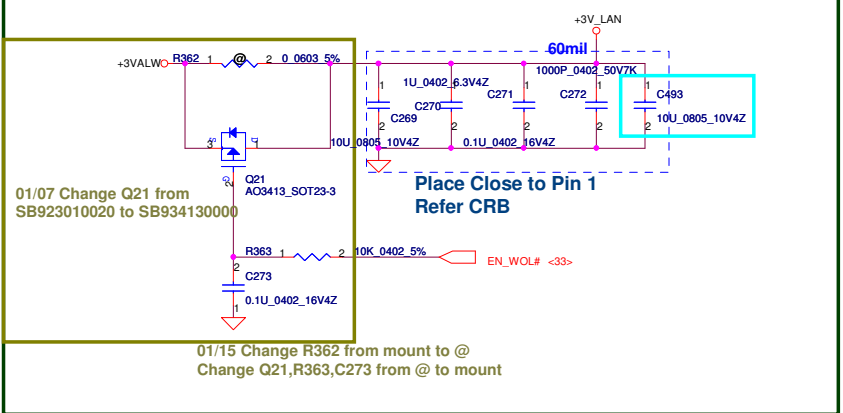 +3V_LAN
60mil
+3VALW R362 1 @ 2 0_0603_5%
1000P_0402_50V7K
1U_0402_6.3V4Z
1 1 1 1 1
C269 C270 C271 C272 C493
2 2 2 2 2
10U_0805_10V4Z 0.1U_0402_16V4Z 10U_0805_10V4Z
3 S D 1
G 2
Q21
AO3413_SOT23-3
Place Close to Pin 1
Refer CRB
01/07 Change Q21 from
SB923010020 to SB934130000
R363 1 2 10K_0402_5%
EN_WOL# <33>
2
C273
0.1U_0402_16V4Z
1
01/15 Change R362 from mount to @
Change Q21,R363,C273 from @ to mount